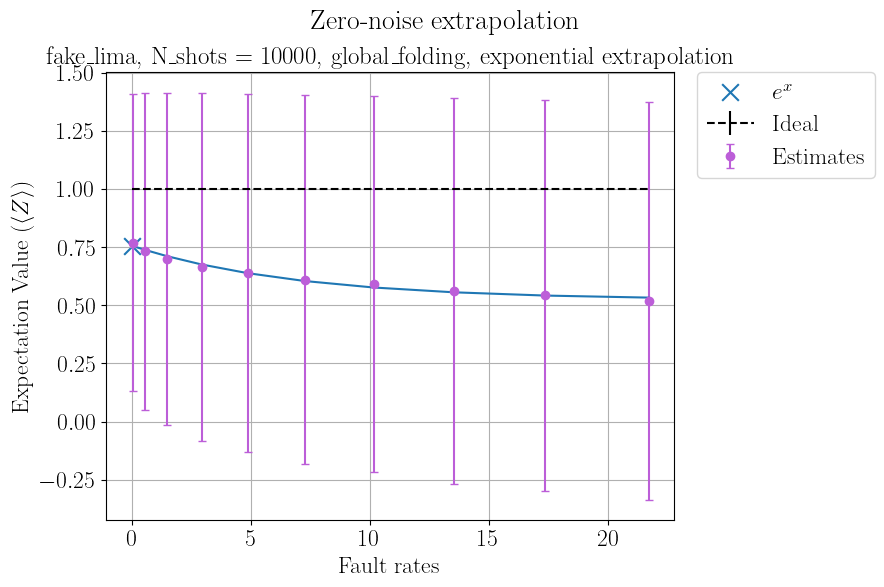 Zero-noise extrapolation
fake_lima, N_shots = 10000, global_folding, exponential extrapolation
1.50
1.25
1.00
0.75
0.50
0.25
0.00
−0.25
Expectation Value (⟨Z⟩)
0 5 10 15 20
Fault rates
e^x
Ideal
Estimates